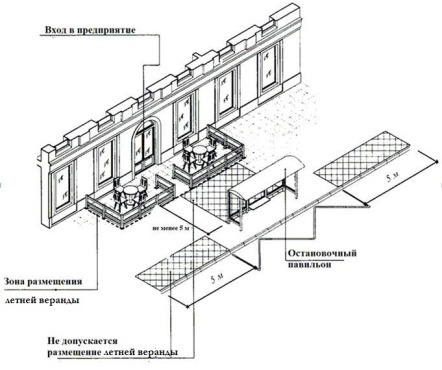 Вход в предприятие
5 м
не менее 5 м
Остановочный
павильон
Зона размещения
летней веранды
5 м
Не допускается
размещение летней веранды